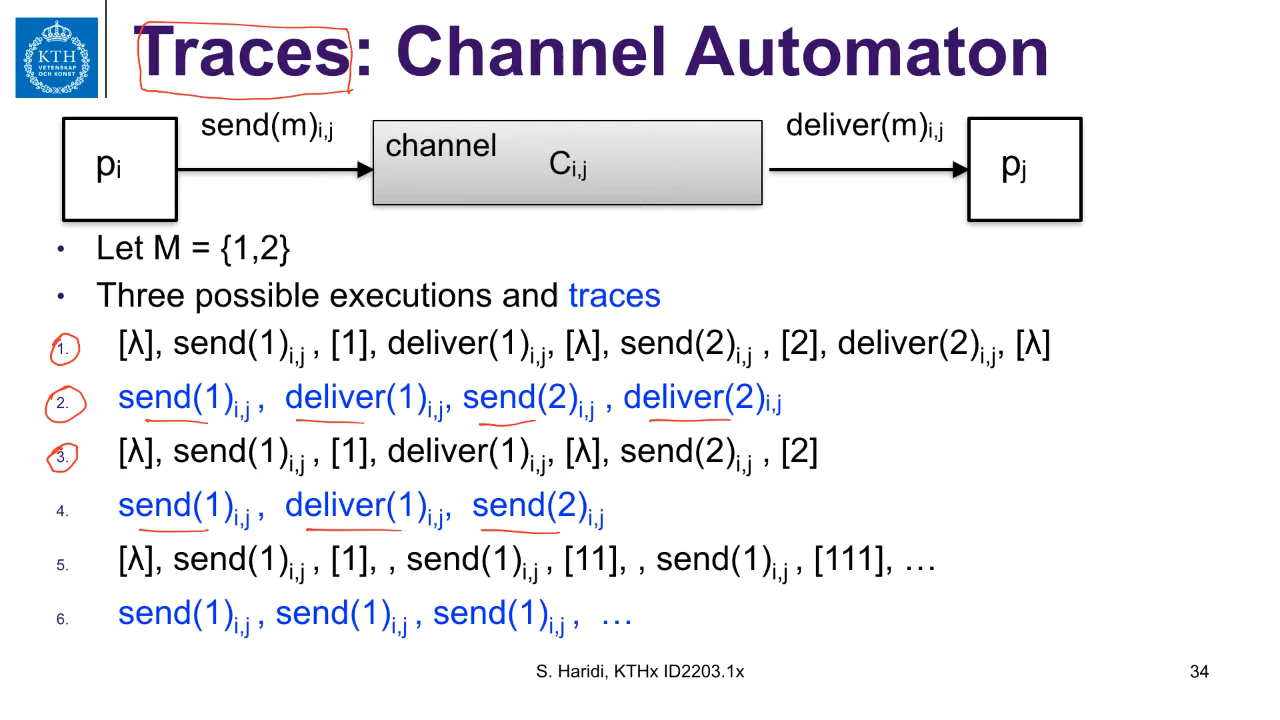 KTH
VETENSKAP
OCH KONST
Traces: Channel Automaton
send(m)i,j
deliver(m)i,j
pi
channel
Ci,j
pj
• Let M = {1,2}
• Three possible executions and traces
1. [λ], send(1)i,j , [1], deliver(1)i,j, [λ], send(2)i,j , [2], deliver(2)i,j, [λ]
2. send(1)i,j , deliver(1)i,j, send(2)i,j , deliver(2)i,j
3. [λ], send(1)i,j , [1], deliver(1)i,j, [λ], send(2)i,j , [2]
4. send(1)i,j , deliver(1)i,j, send(2)i,j
5. [λ], send(1)i,j , [1], , send(1)i,j , [11], , send(1)i,j , [111], …
6. send(1)i,j , send(1)i,j , send(1)i,j , …
S. Haridi, KTHx ID2203.1x
34